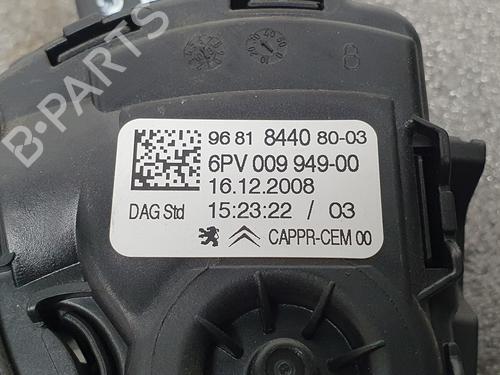 B-PARTS
96 81 8440 80-03
6PV 009 949-00
16.12.2008
DAG Std 15:23:22 / 03
CAPPR-CEM 00